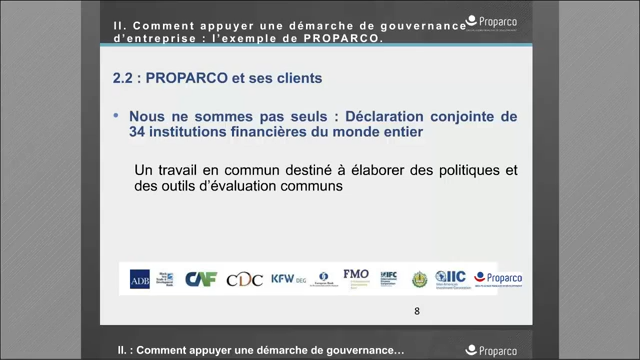 II. Comment appuyer une démarche de gouvernance
d'entreprise : l'exemple de PROPARCO.
Proparco
2.2 : PROPARCO et ses clients
• Nous ne sommes pas seuls : Déclaration conjointe de
34 institutions financières du monde entier
Un travail en commun destiné à élaborer des politiques et
des outils d'évaluation communs
ADB CAF CDC KFW DEG FMO IFC IIC Proparco
8
II. : Comment appuyer une démarche de gouvernance…
Proparco